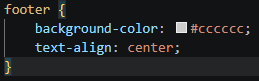 footer {
    background-color: #cccccc;
    text-align: center;
}